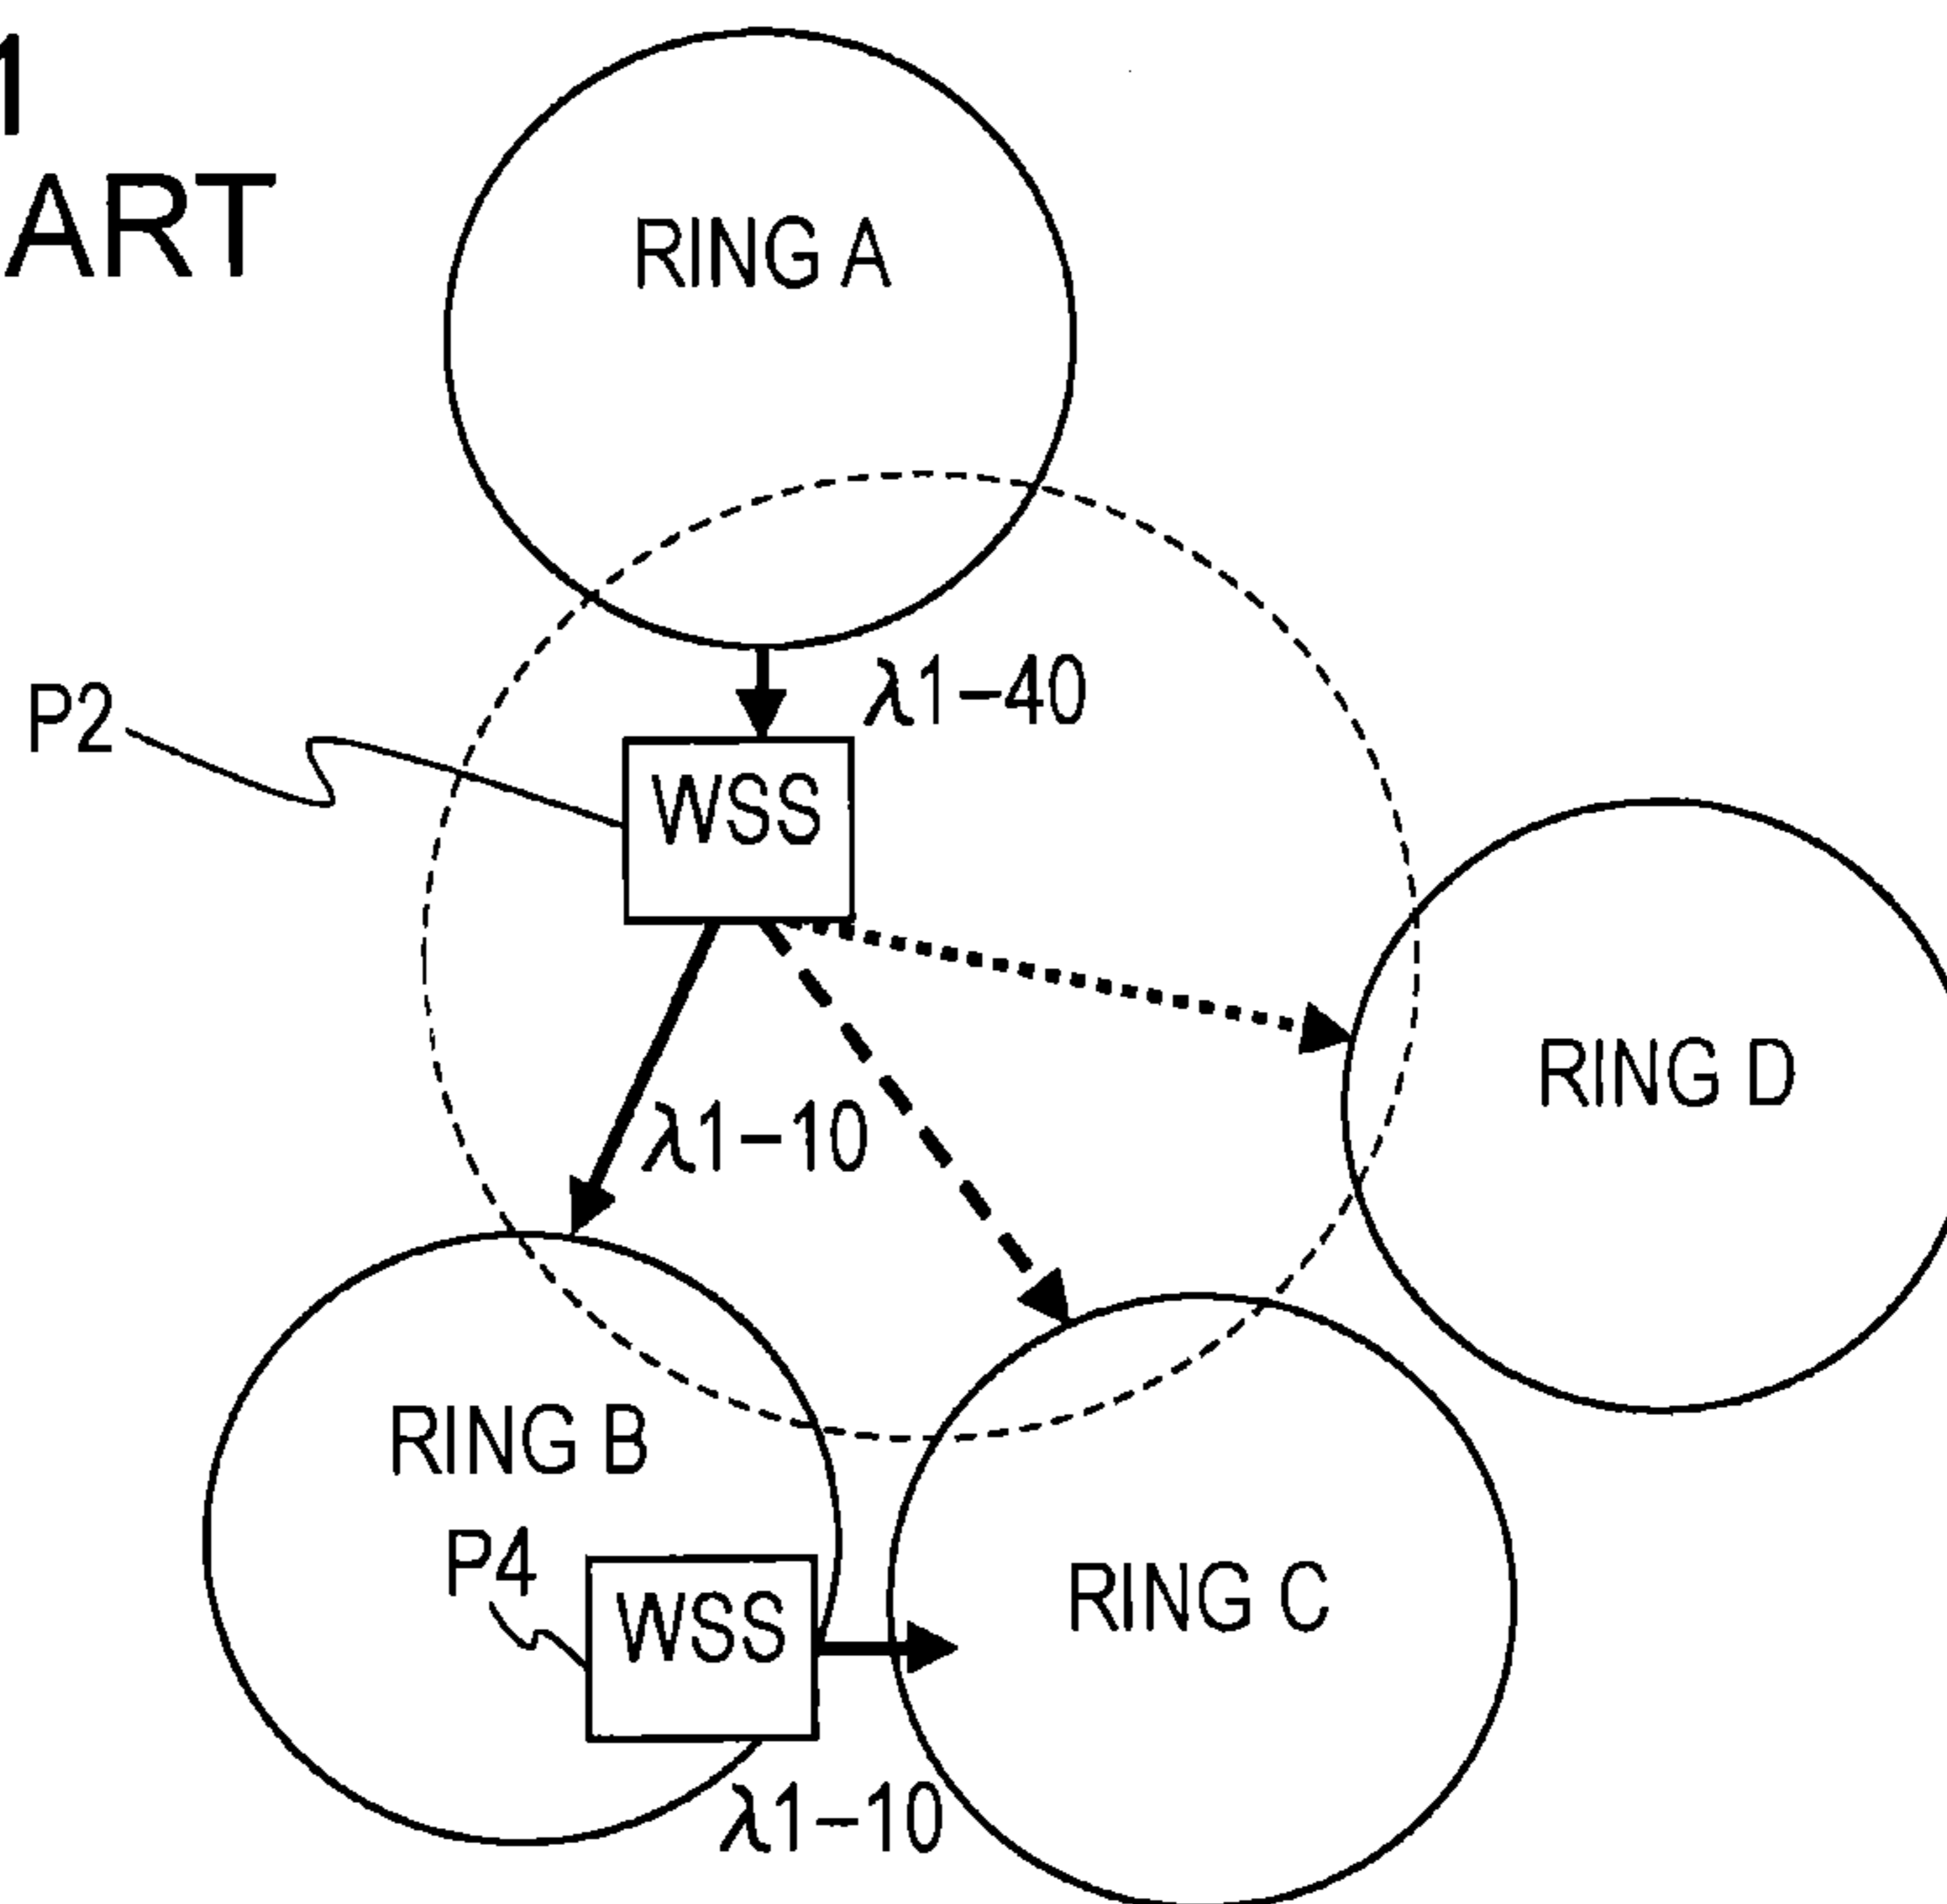 1
ART
RING A
λ1-40
P2
WSS
RING D
λ1-10
RING B
P4
WSS
RING C
λ1-10